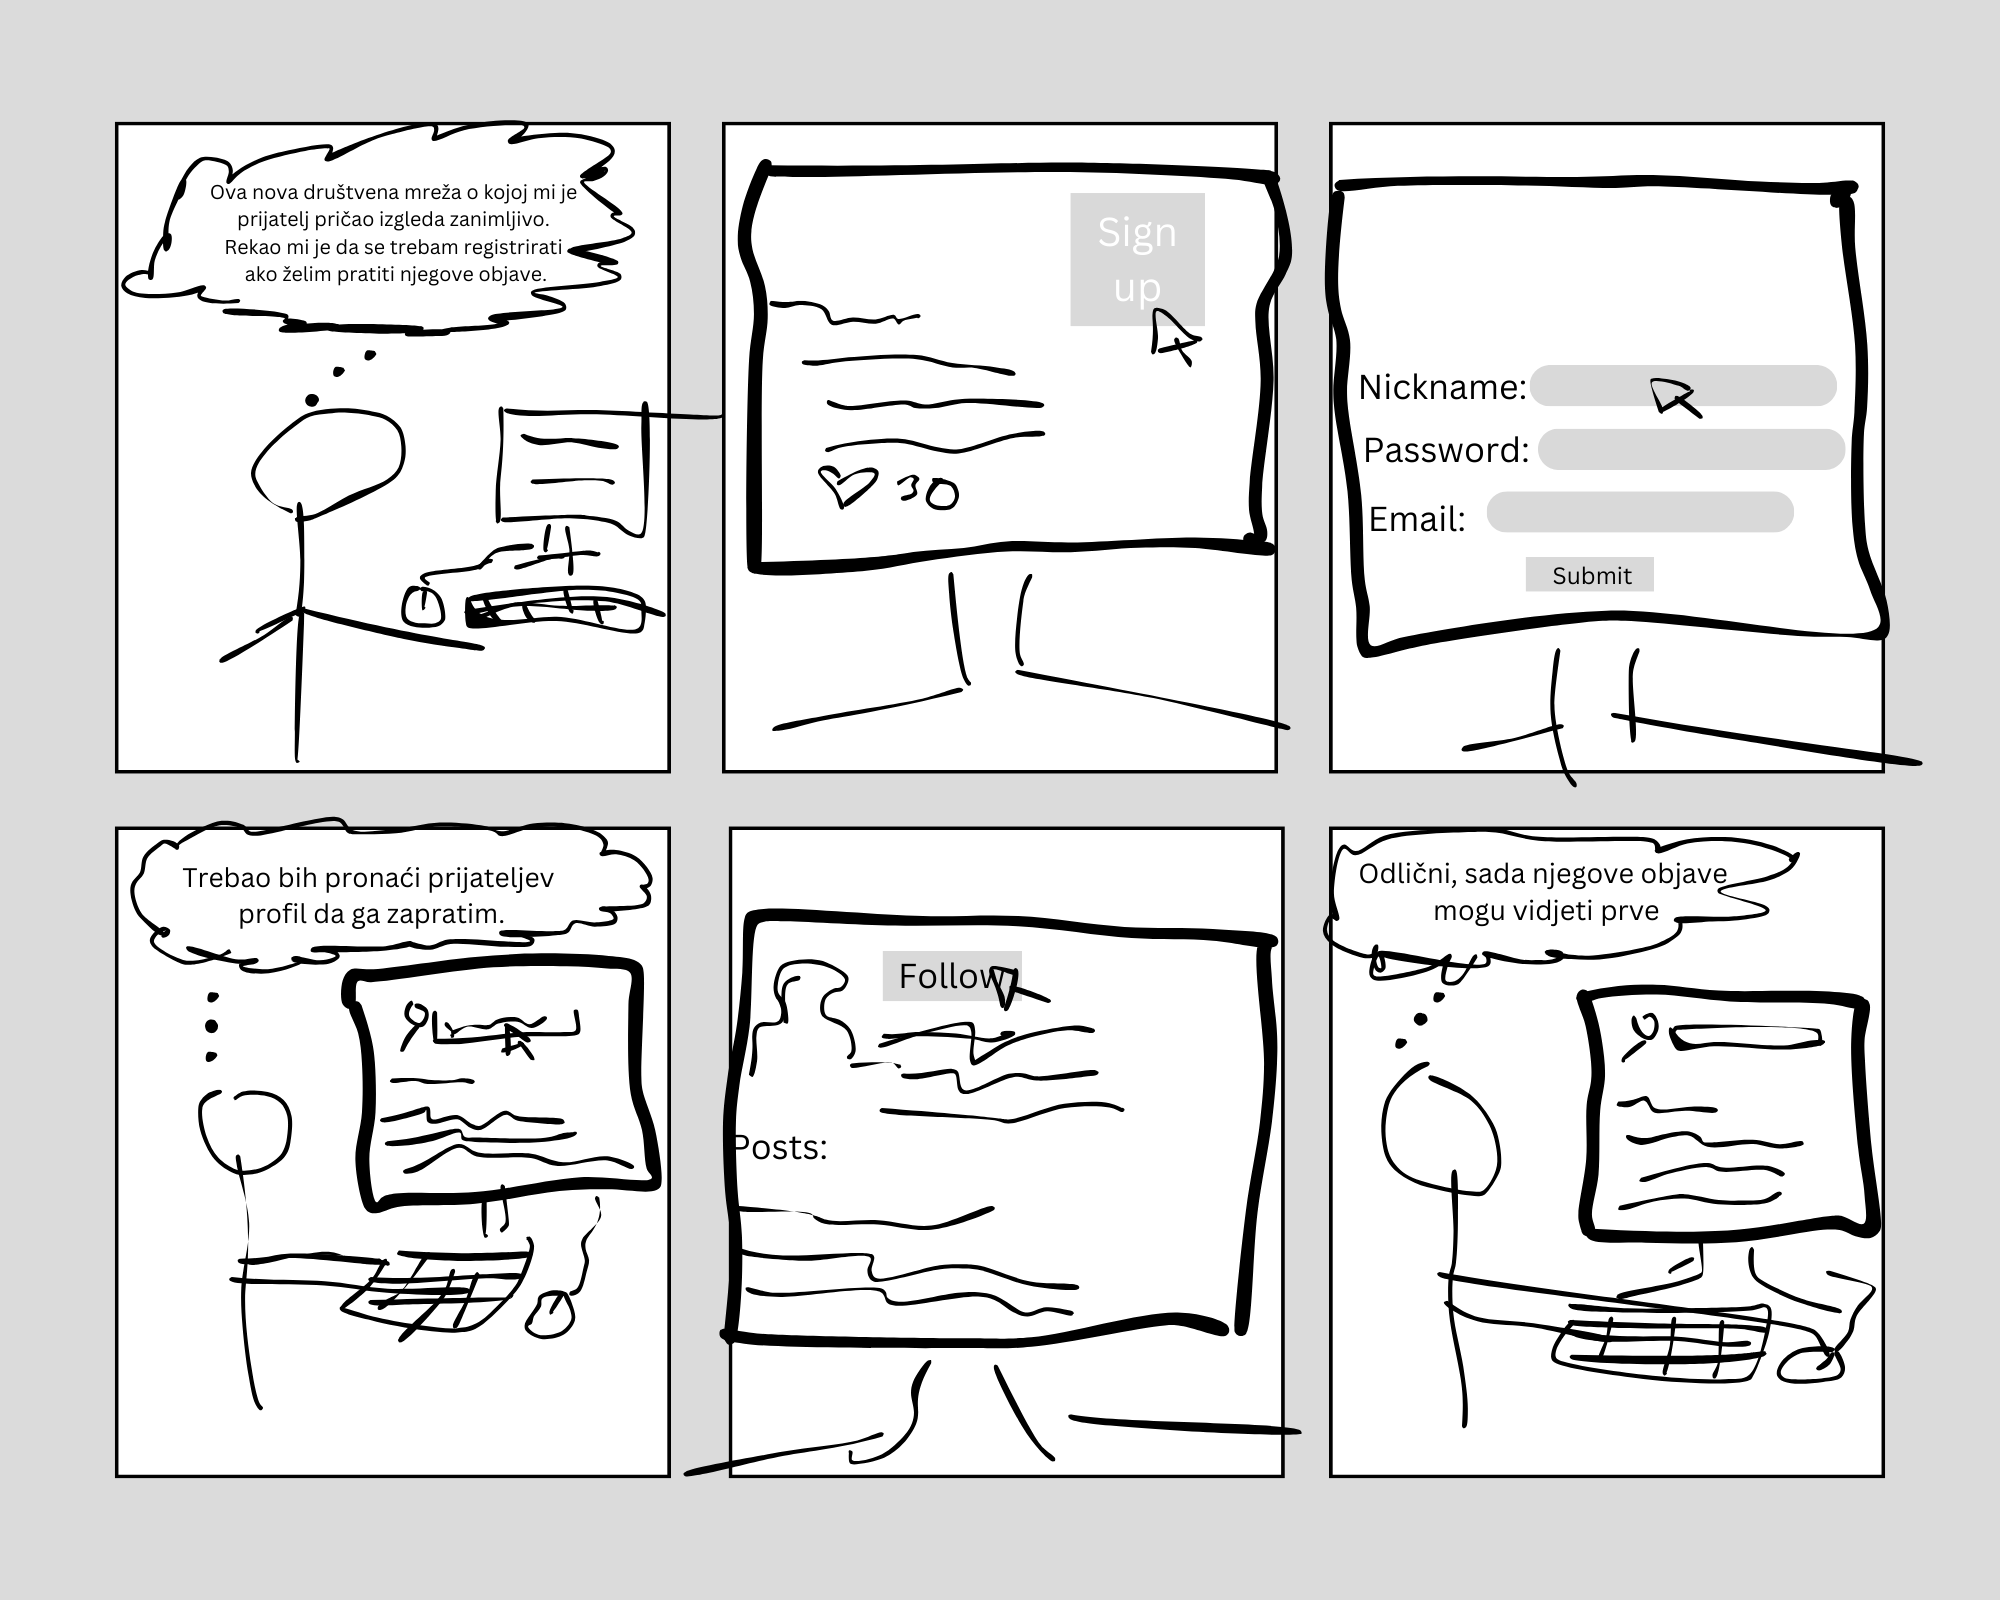 Ova nova društvena mreža o kojoj mi je
prijatelj pričao izgleda zanimljivo.
Rekao mi je da se trebam registrirati
ako želim pratiti njegove objave.
Sign
up
30
Nickname:
Password:
Email:
Submit
Trebao bih pronaći prijateljev
profil da ga zapratim.
Follow
Posts:
Odlični, sada njegove objave
mogu vidjeti prve